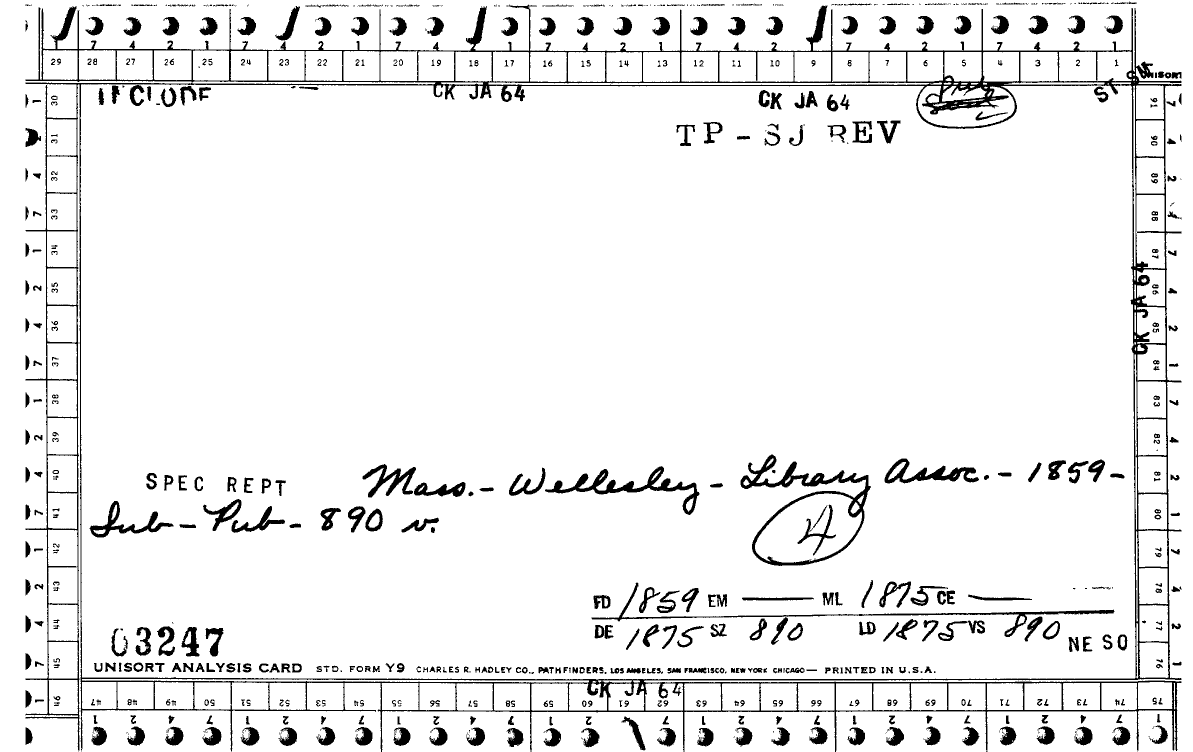 7 4 2 1 7 4 2 1 7 4 2 1 7 4 2 1 7 4 2 1 7 4 2 1
29 28 27 26 25 24 23 22 21 20 19 18 17 16 15 14 13 12 11 10 9 8 7 6 5 4 3 2 1
UNISORT
CK JA 64
CK JA 64
Pub
ST SM
TP-SJ REV
30 31 32 33 34 35 36 37 38 39 40 41 42 43 44 45 46
91 90 89 88 87 86 85 84 83 82 81 80 79 78 77 76 75
CK JA 64
SPEC REPT Mass.- Wellesley - Library Assoc. - 1859-
Sub - Pub - 890 v.
4
FD 1859 EM — ML 1875 CE —
DE 1875 SZ 890 LD 1875 VS 890 NE SO
03247
UNISORT ANALYSIS CARD STD. FORM Y9 CHARLES R. HADLEY CO., PATHFINDERS, LOS ANGELES, SAN FRANCISCO, NEW YORK CHICAGO — PRINTED IN U.S.A.
CK JA 64
47 48 49 50 51 52 53 54 55 56 57 58 59 60 61 62 63 64 65 66 67 68 69 70 71 72 73 74 75